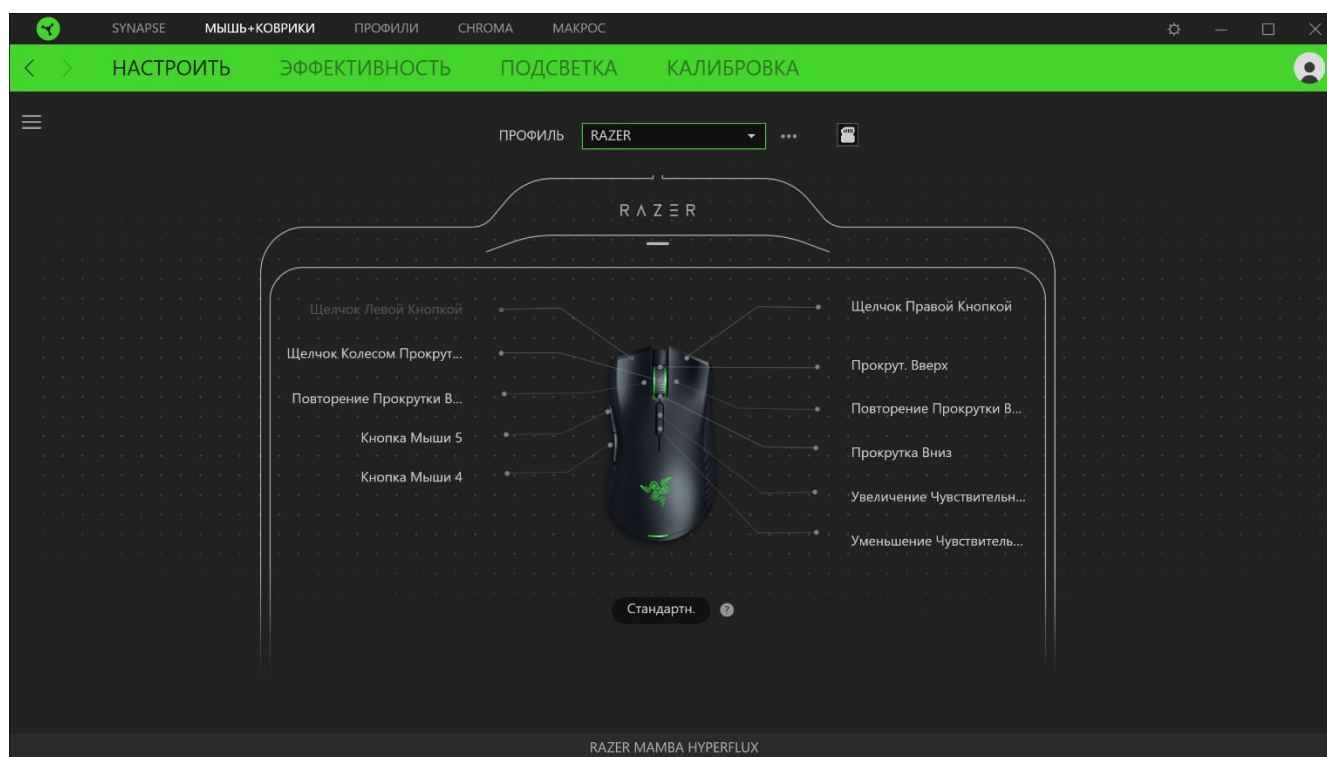 SYNAPSE МЫШЬ+КОВРИКИ ПРОФИЛИ CHROMA МАКРОС
НАСТРОИТЬ ЭФФЕКТИВНОСТЬ ПОДСВЕТКА КАЛИБРОВКА
ПРОФИЛЬ RAZER
RAZER
Щелчок Левой Кнопкой
Щелчок Колесом Прокрут...
Повторение Прокрутки В...
Кнопка Мыши 5
Кнопка Мыши 4
Щелчок Правой Кнопкой
Прокрут. Вверх
Повторение Прокрутки В...
Прокрутка Вниз
Увеличение Чувствительн...
Уменьшение Чувствитель...
Стандартн. ?
RAZER MAMBA HYPERFLUX